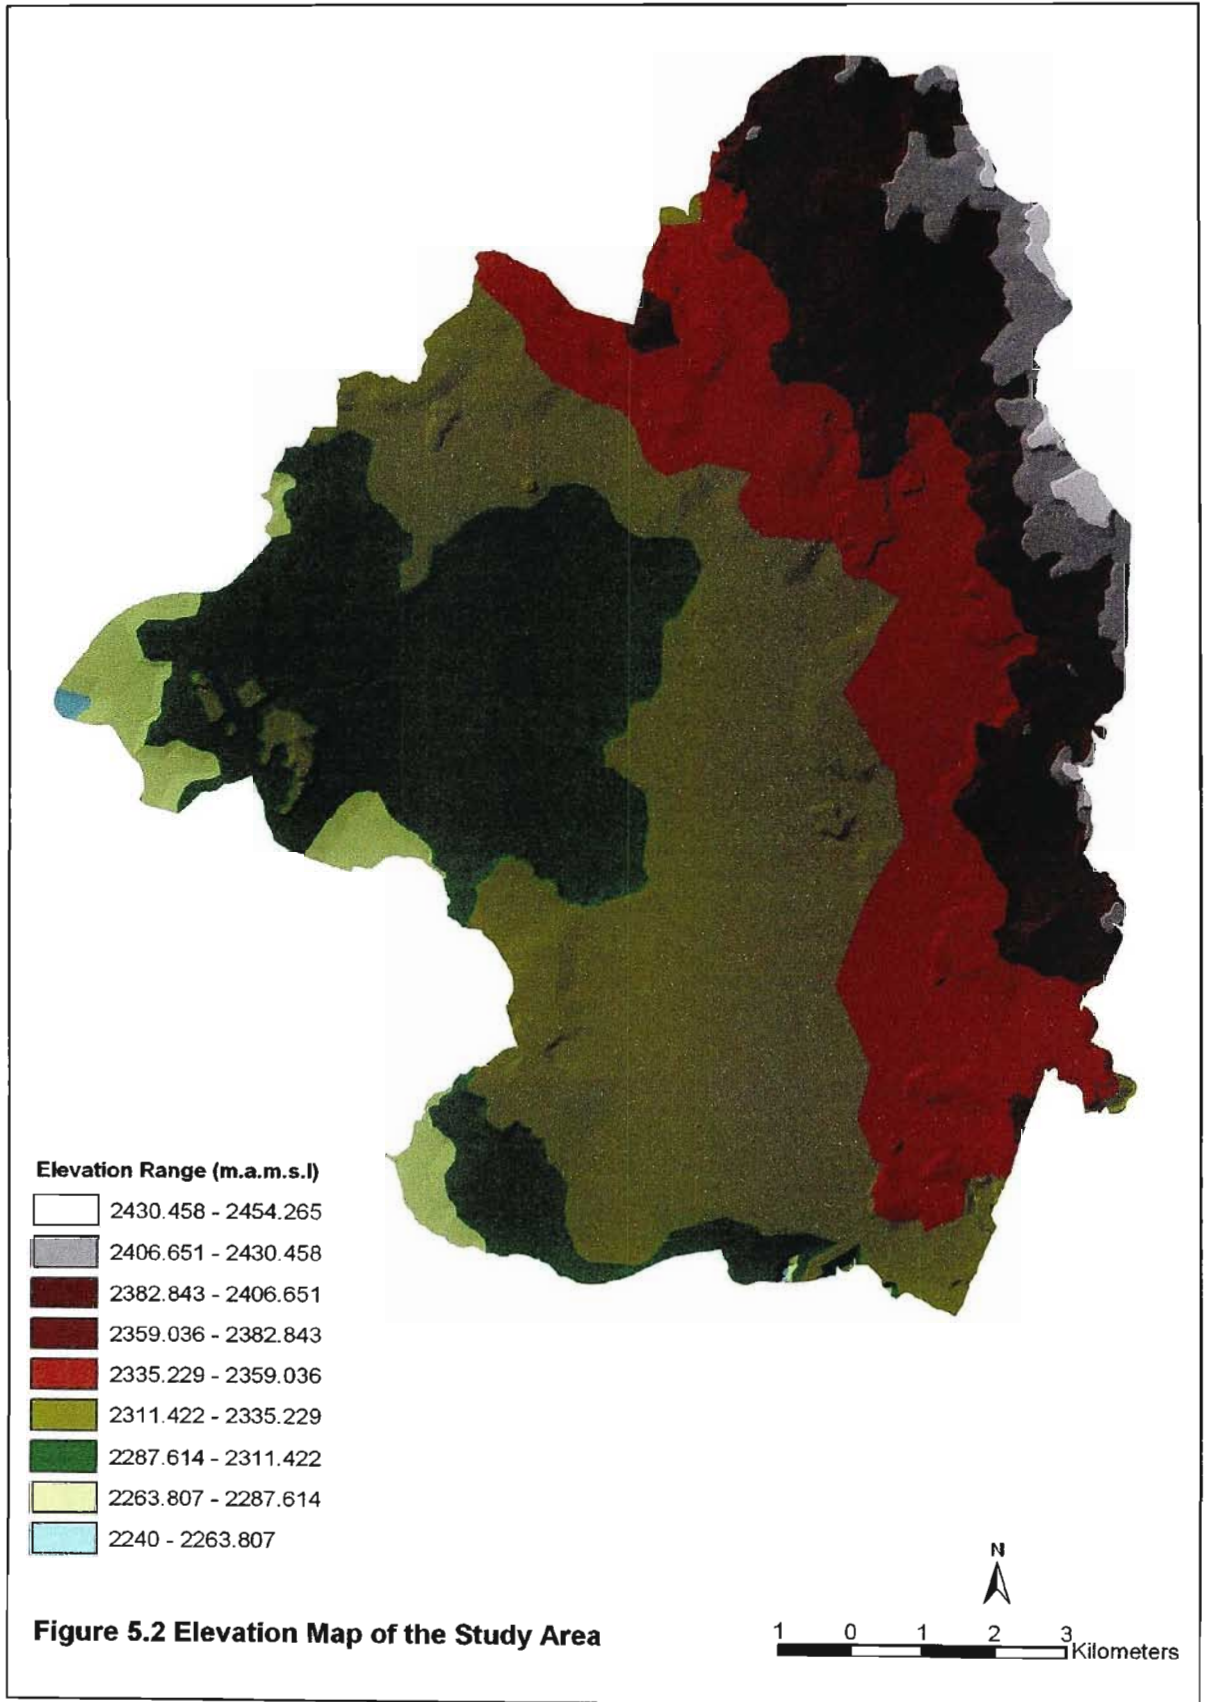 Elevation Range (m.a.m.s.l)
2430.458 - 2454.265
2406.651 - 2430.458
2382.843 - 2406.651
2359.036 - 2382.843
2335.229 - 2359.036
2311.422 - 2335.229
2287.614 - 2311.422
2263.807 - 2287.614
2240 - 2263.807
N
Figure 5.2 Elevation Map of the Study Area
1 0 1 2 3
Kilometers